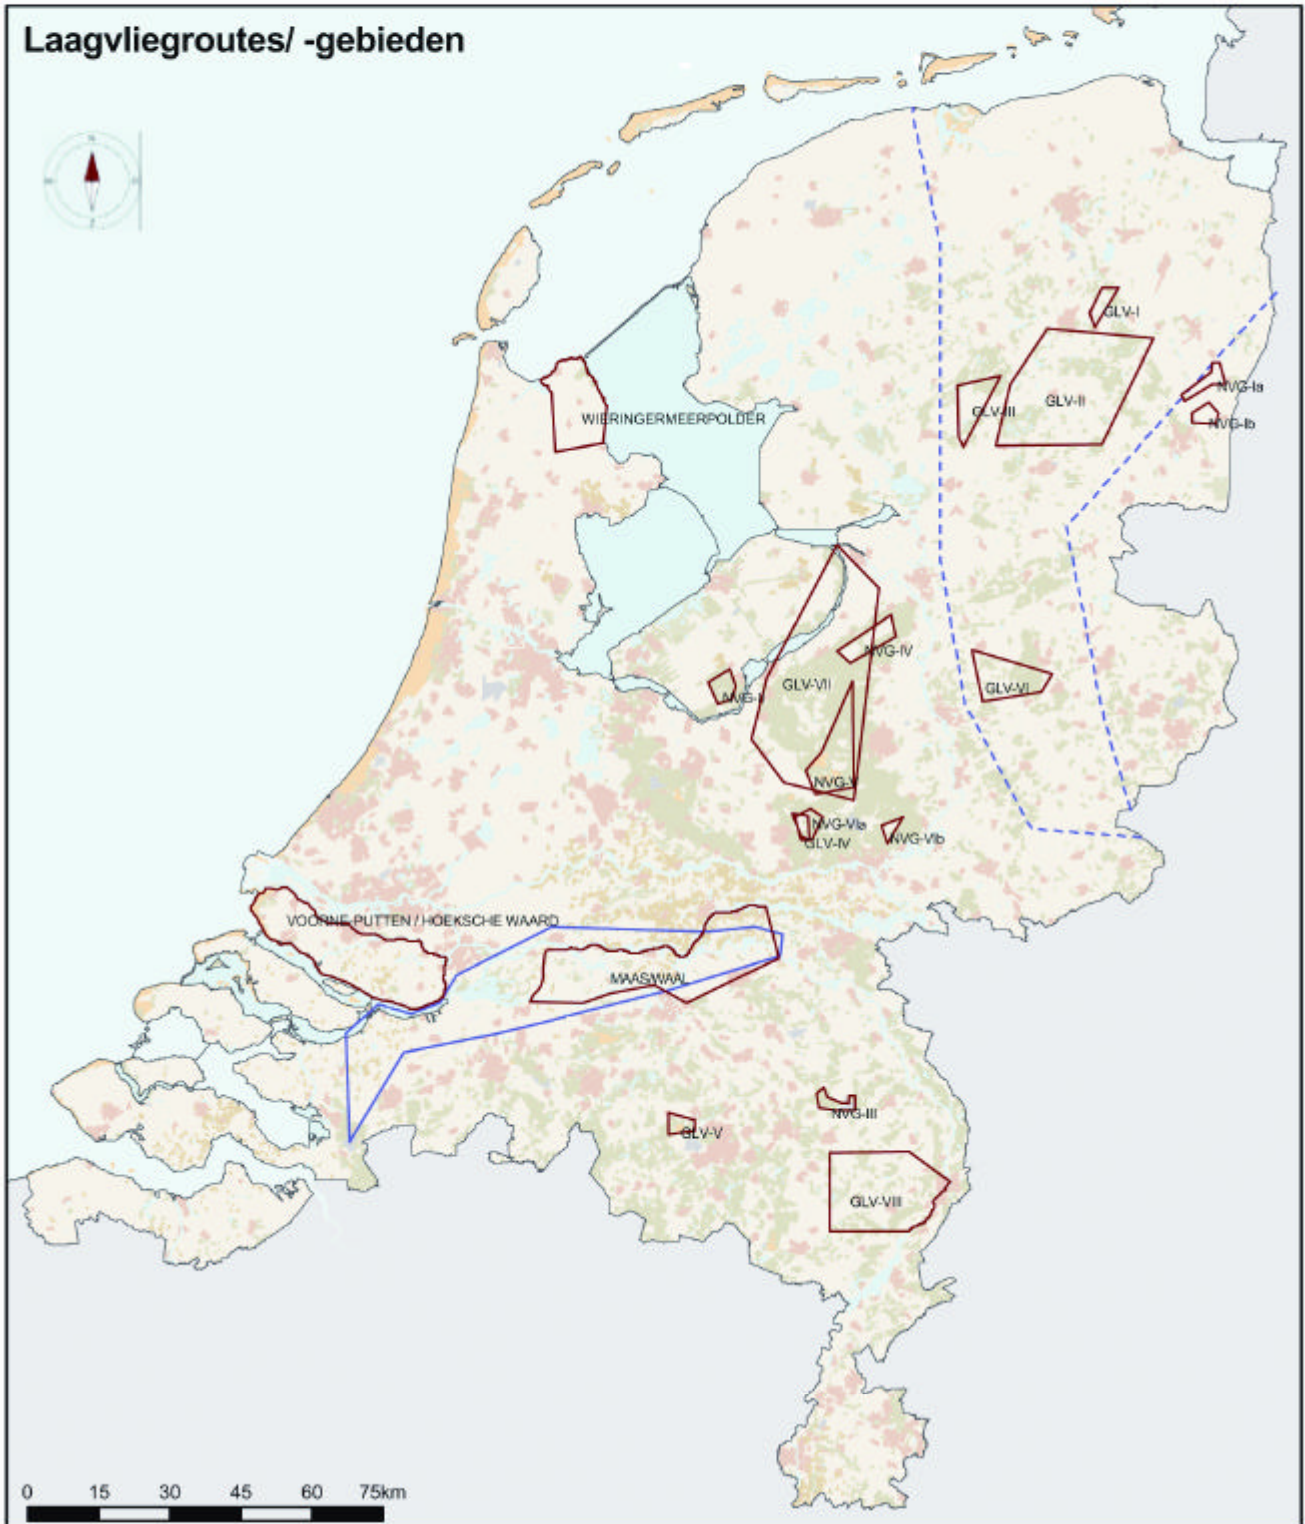 Laagvliegroutes/ -gebieden
GLV-I
NVG-Ia
GLV-II
GLV-III
WIERINGERMEERPOLDER
NVG-Ib
NVG-IV
GLV-VII
GLV-VI
NVG-V
NVG-VIa
GLV-IV
NVG-VIb
VOORNE-PUTTEN / HOEKSCHE WAARD
MAAS/WAAL
NVG-III
GLV-V
GLV-VIII
0 15 30 45 60 75km